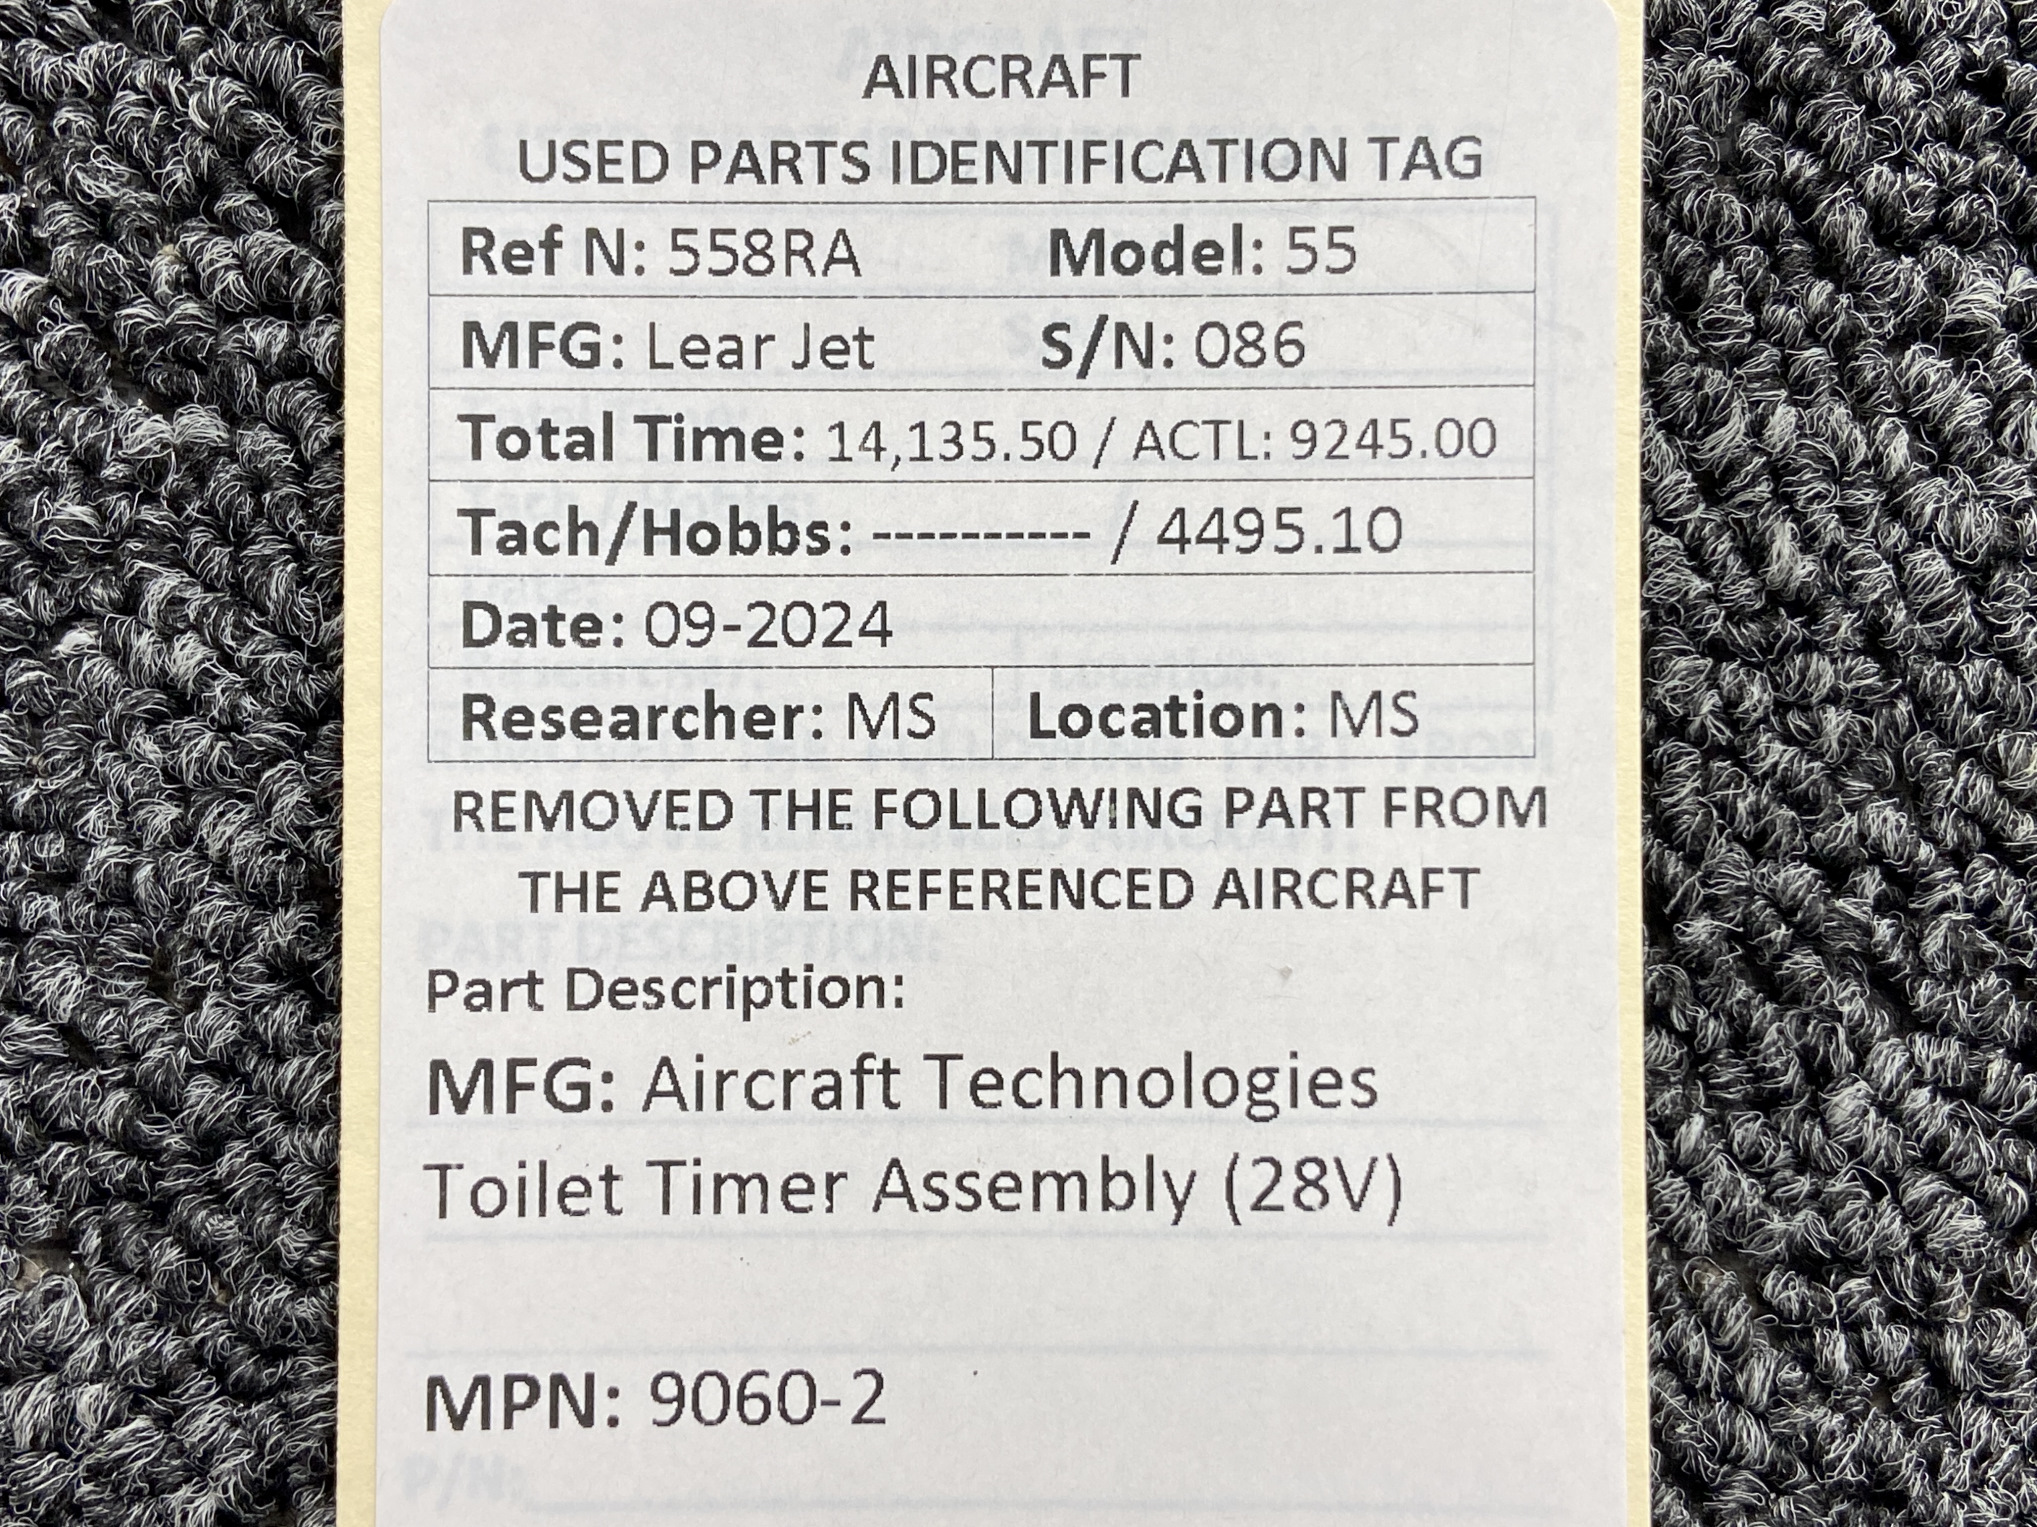 AIRCRAFT
USED PARTS IDENTIFICATION TAG
Ref N: 558RA Model: 55
MFG: Lear Jet S/N: 086
Total Time: 14,135.50 / ACTL: 9245.00
Tach/Hobbs: ---------- / 4495.10
Date: 09-2024
Researcher: MS Location: MS
REMOVED THE FOLLOWING PART FROM
THE ABOVE REFERENCED AIRCRAFT
Part Description:
MFG: Aircraft Technologies
Toilet Timer Assembly (28V)
MPN: 9060-2
P/N: